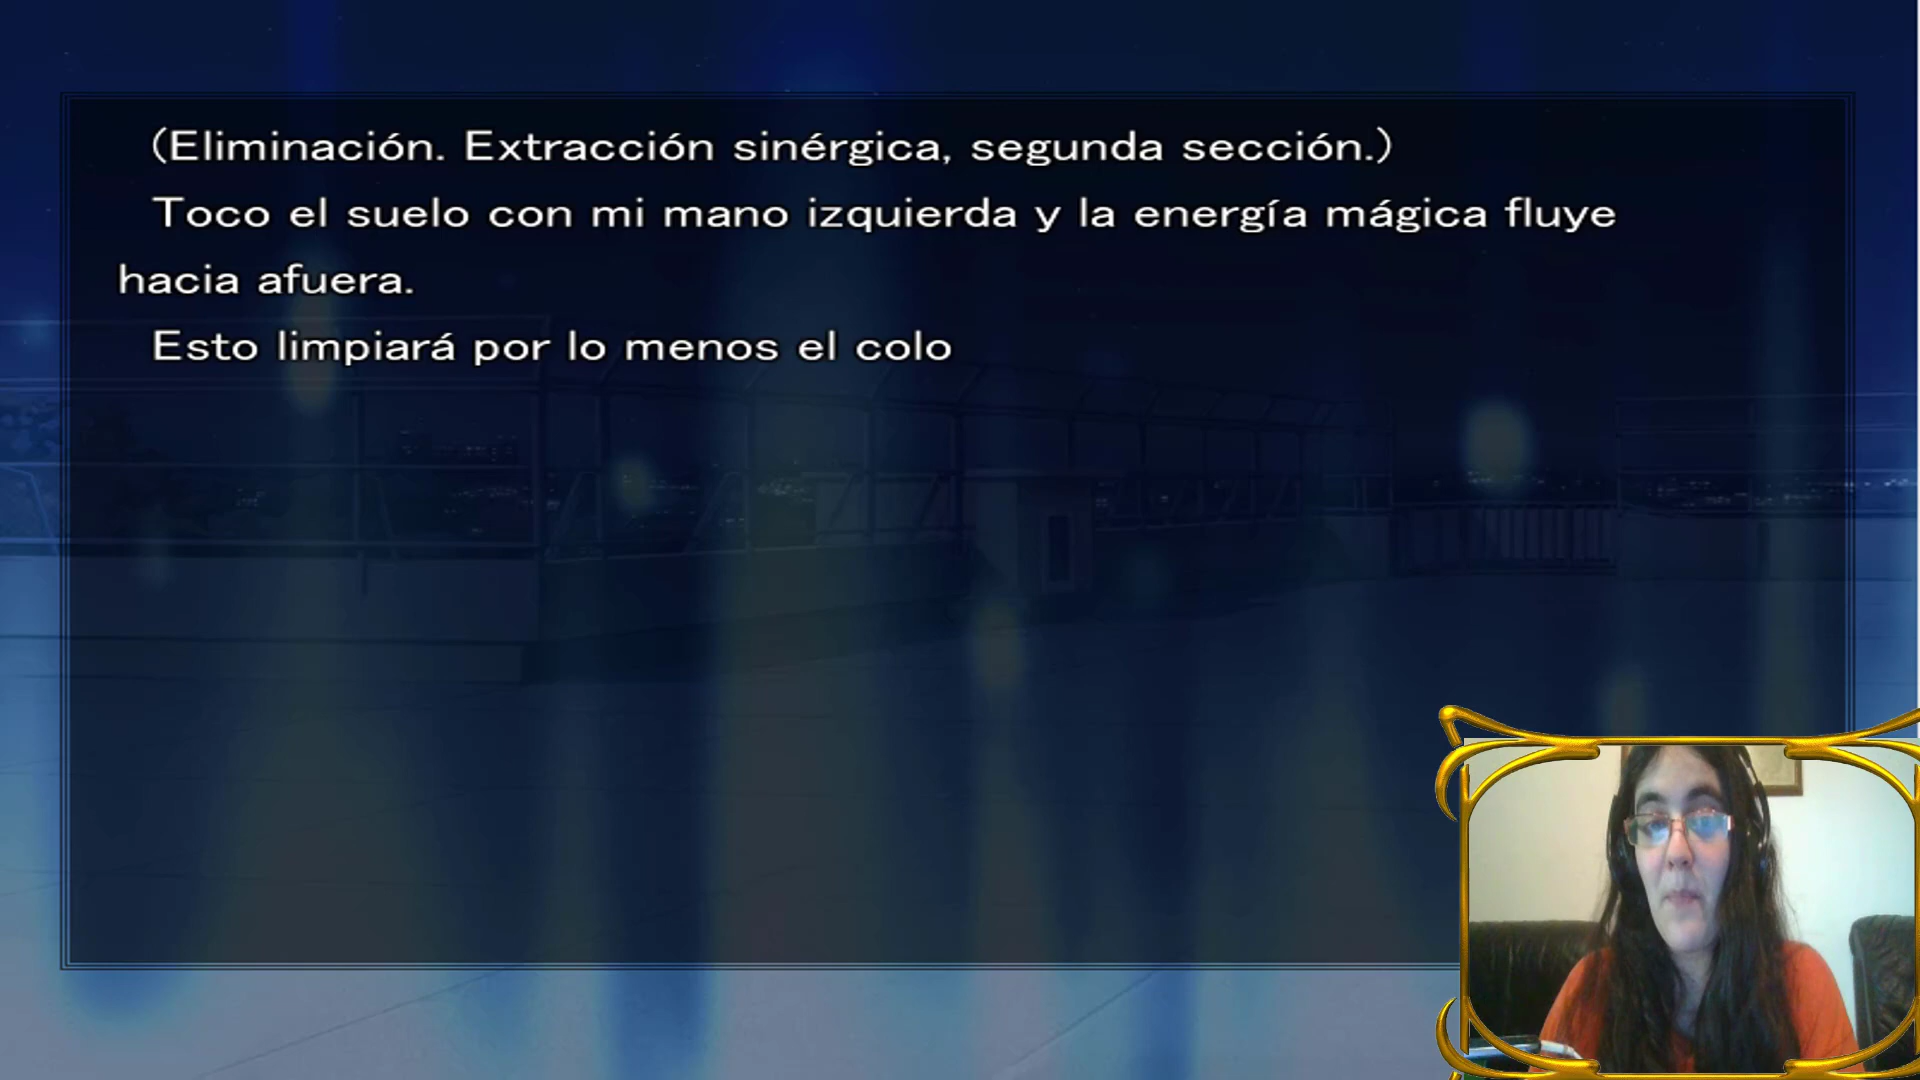 (Eliminación. Extracción sinérgica, segunda sección.)
Toco el suelo con mi mano izquierda y la energía mágica fluye
hacia afuera.
Esto limpiará por lo menos el colo